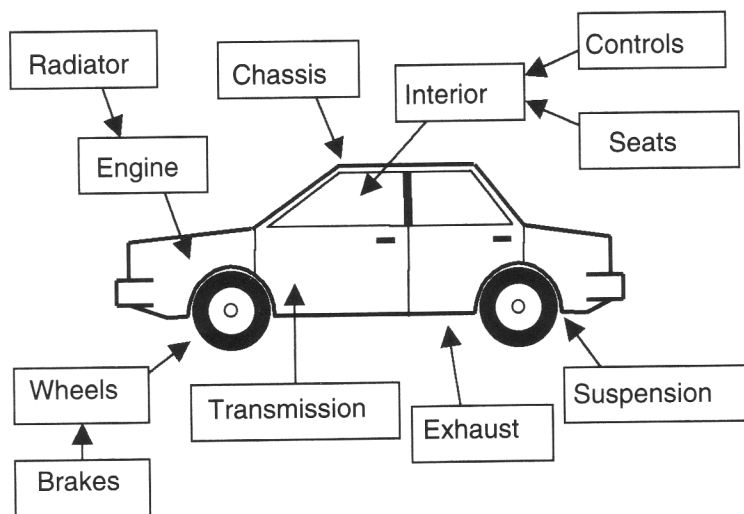 Controls
Radiator
Chassis
Interior
Seats
Engine
Wheels
Transmission
Suspension
Exhaust
Brakes